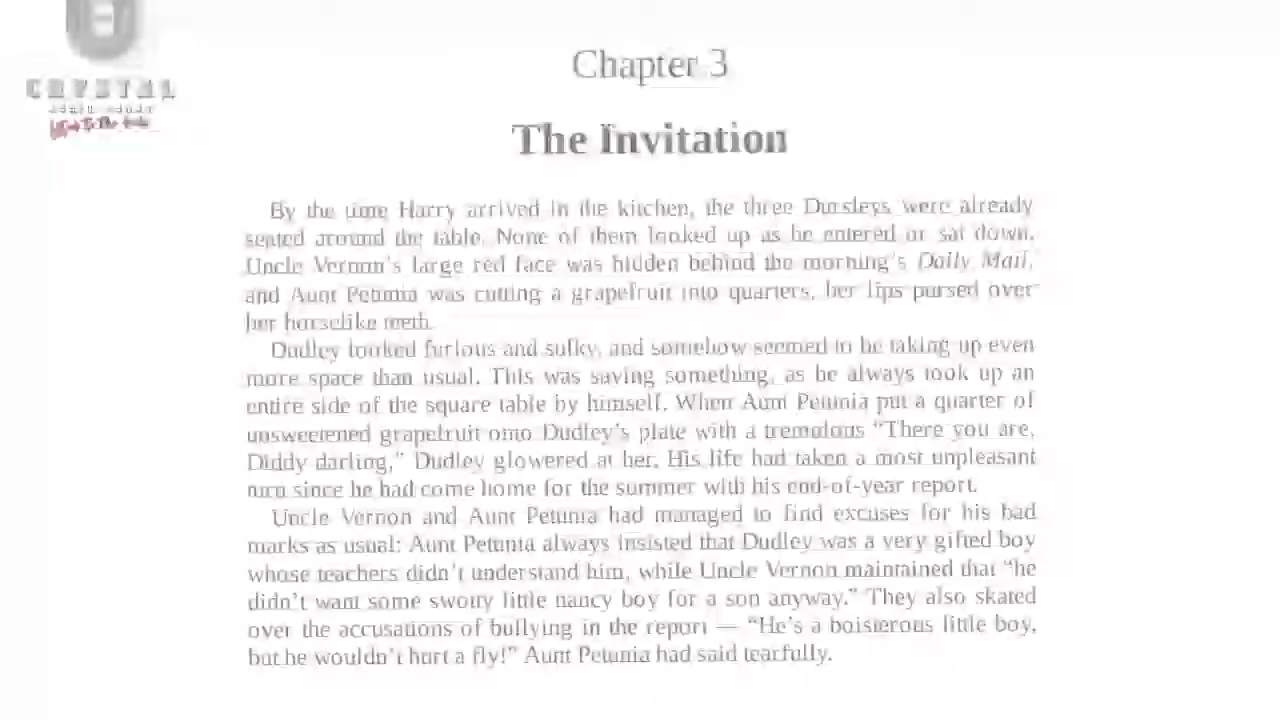 CRYSTAL
Chapter 3
The Invitation
By the time Harry arrived in the kitchen, the three Dursleys were already
seated around the table. None of them looked up as he entered or sat down.
Uncle Vernon's large red face was hidden behind the morning's Daily Mail,
and Aunt Petunia was cutting a grapefruit into quarters, her lips pursed over
her horselike teeth.
Dudley looked furious and sulky, and somehow seemed to be taking up even
more space than usual. This was saying something, as he always took up an
entire side of the square table by himself. When Aunt Petunia put a quarter of
unsweetened grapefruit onto Dudley's plate with a tremulous “There you are,
Diddy darling,” Dudley glowered at her. His life had taken a most unpleasant
turn since he had come home for the summer with his end-of-year report.
Uncle Vernon and Aunt Petunia had managed to find excuses for his bad
marks as usual: Aunt Petunia always insisted that Dudley was a very gifted boy
whose teachers didn't understand him, while Uncle Vernon maintained that “he
didn't want some swotty little nancy boy for a son anyway.” They also skated
over the accusations of bullying in the report — “He's a boisterous little boy,
but he wouldn't hurt a fly!” Aunt Petunia had said tearfully.